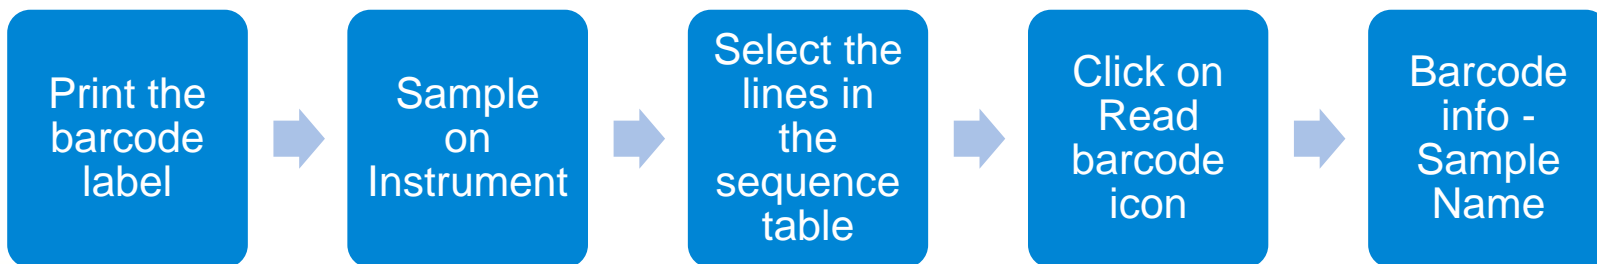 Print the
barcode
label
Sample
on
Instrument
Select the
lines in
the
sequence
table
Click on
Read
barcode
icon
Barcode
info -
Sample
Name